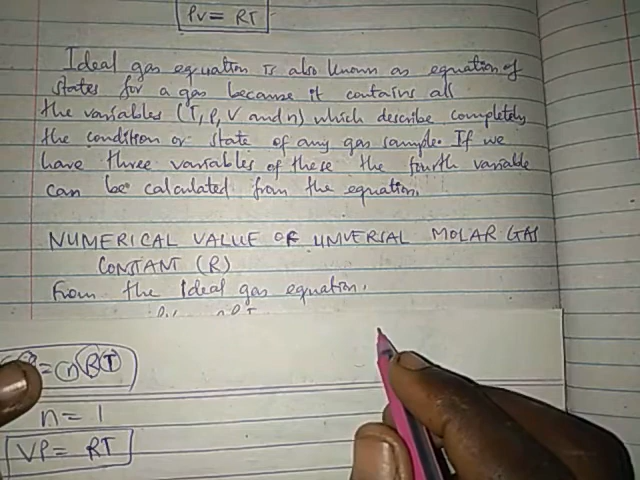 PV = RT
Ideal gas equation is also known as equation of
states for a gas because it contains all
the variables (T, P, V and n) which describe completely
the condition or state of any gas sample. If we
have three variables of these the fourth variable
can be calculated from the equation.
NUMERICAL VALUE OF UNVERSAL MOLAR GAS
CONTANT (R)
From the Ideal gas equation.
= nRT
n = 1
VP = RT